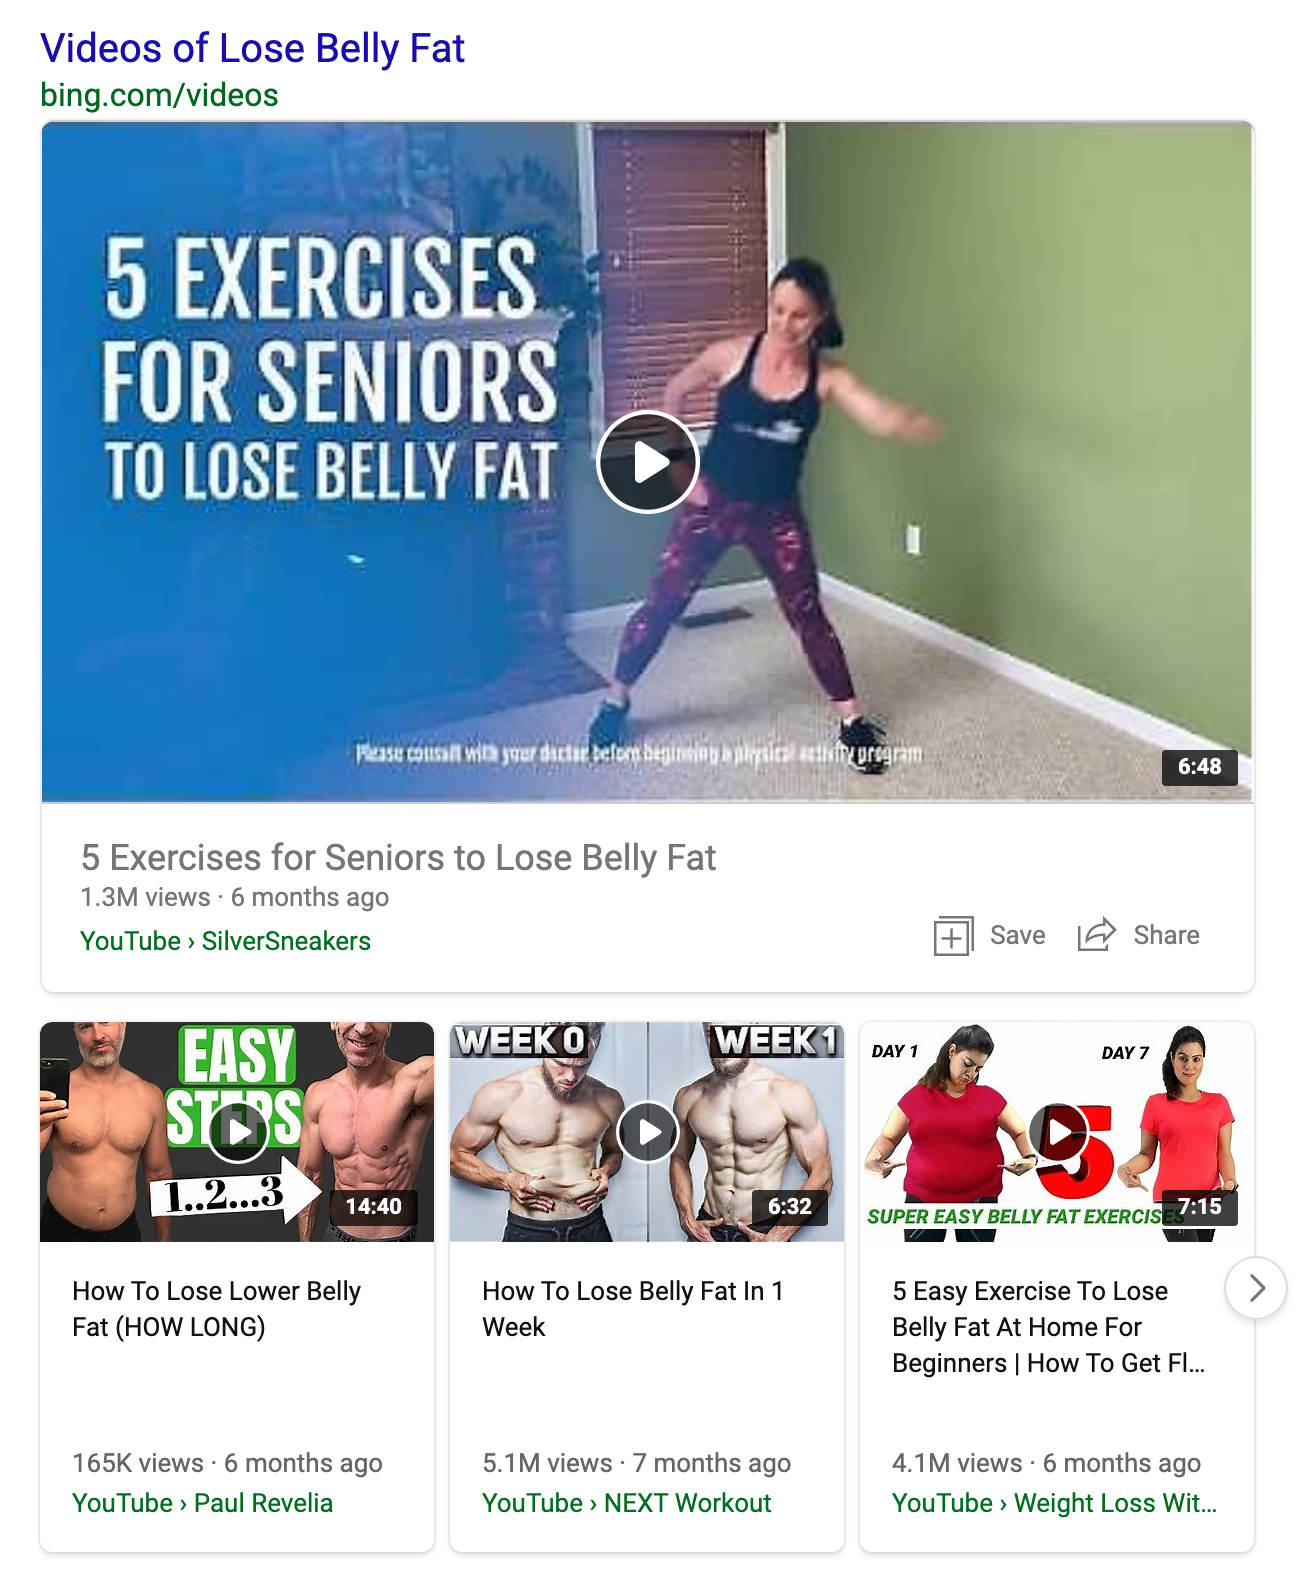 Videos of Lose Belly Fat
bing.com/videos
5 EXERCISES
FOR SENIORS
TO LOSE BELLY FAT
Please consult with your doctor before beginning a physical activity program
6:48
5 Exercises for Seniors to Lose Belly Fat
1.3M views · 6 months ago
YouTube › SilverSneakers
Save
Share
EASY
STEPS
1..2...3
14:40
How To Lose Lower Belly
Fat (HOW LONG)
165K views · 6 months ago
YouTube › Paul Revelia
WEEK 0
WEEK 1
6:32
How To Lose Belly Fat In 1
Week
5.1M views · 7 months ago
YouTube › NEXT Workout
DAY 1
DAY 7
5
SUPER EASY BELLY FAT EXERCISES
7:15
5 Easy Exercise To Lose
Belly Fat At Home For
Beginners | How To Get Fl...
4.1M views · 6 months ago
YouTube › Weight Loss Wit...